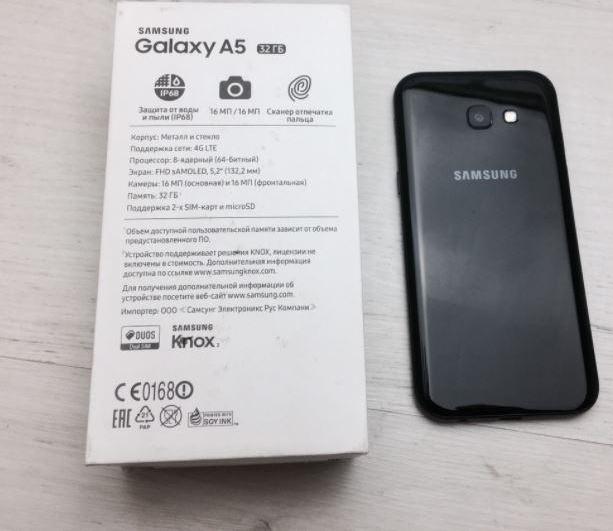 SAMSUNG
Galaxy A5 32 ГБ
IP68
Защита от воды
и пыли (IP68)
16 МП / 16 МП
Сканер отпечатка
пальца
Корпус: Металл и стекло
Поддержка сети: 4G LTE
Процессор: 8-ядерный (64-битный)
Экран: FHD sAMOLED, 5,2" (132,2 мм)
Камеры: 16 МП (основная) и 16 МП (фронтальная)
Память: 32 ГБ
Поддержка 2-х SIM-карт и microSD
Объем доступной пользовательской памяти зависит от объема
предустановленного ПО.
Устройство поддерживает решения KNOX, лицензии не
включены в стоимость. Дополнительная информация
доступна по ссылке www.samsungknox.com.
Для получения дополнительной информации об
устройстве посетите веб-сайт www.samsung.com.
Импортер: ООО «Самсунг Электроникс Рус Компани»
DUOS
Dual SIM
SAMSUNG
Knox
CE0168
EAC
21
PAP
PRINTED WITH
SOY INK
SAMSUNG